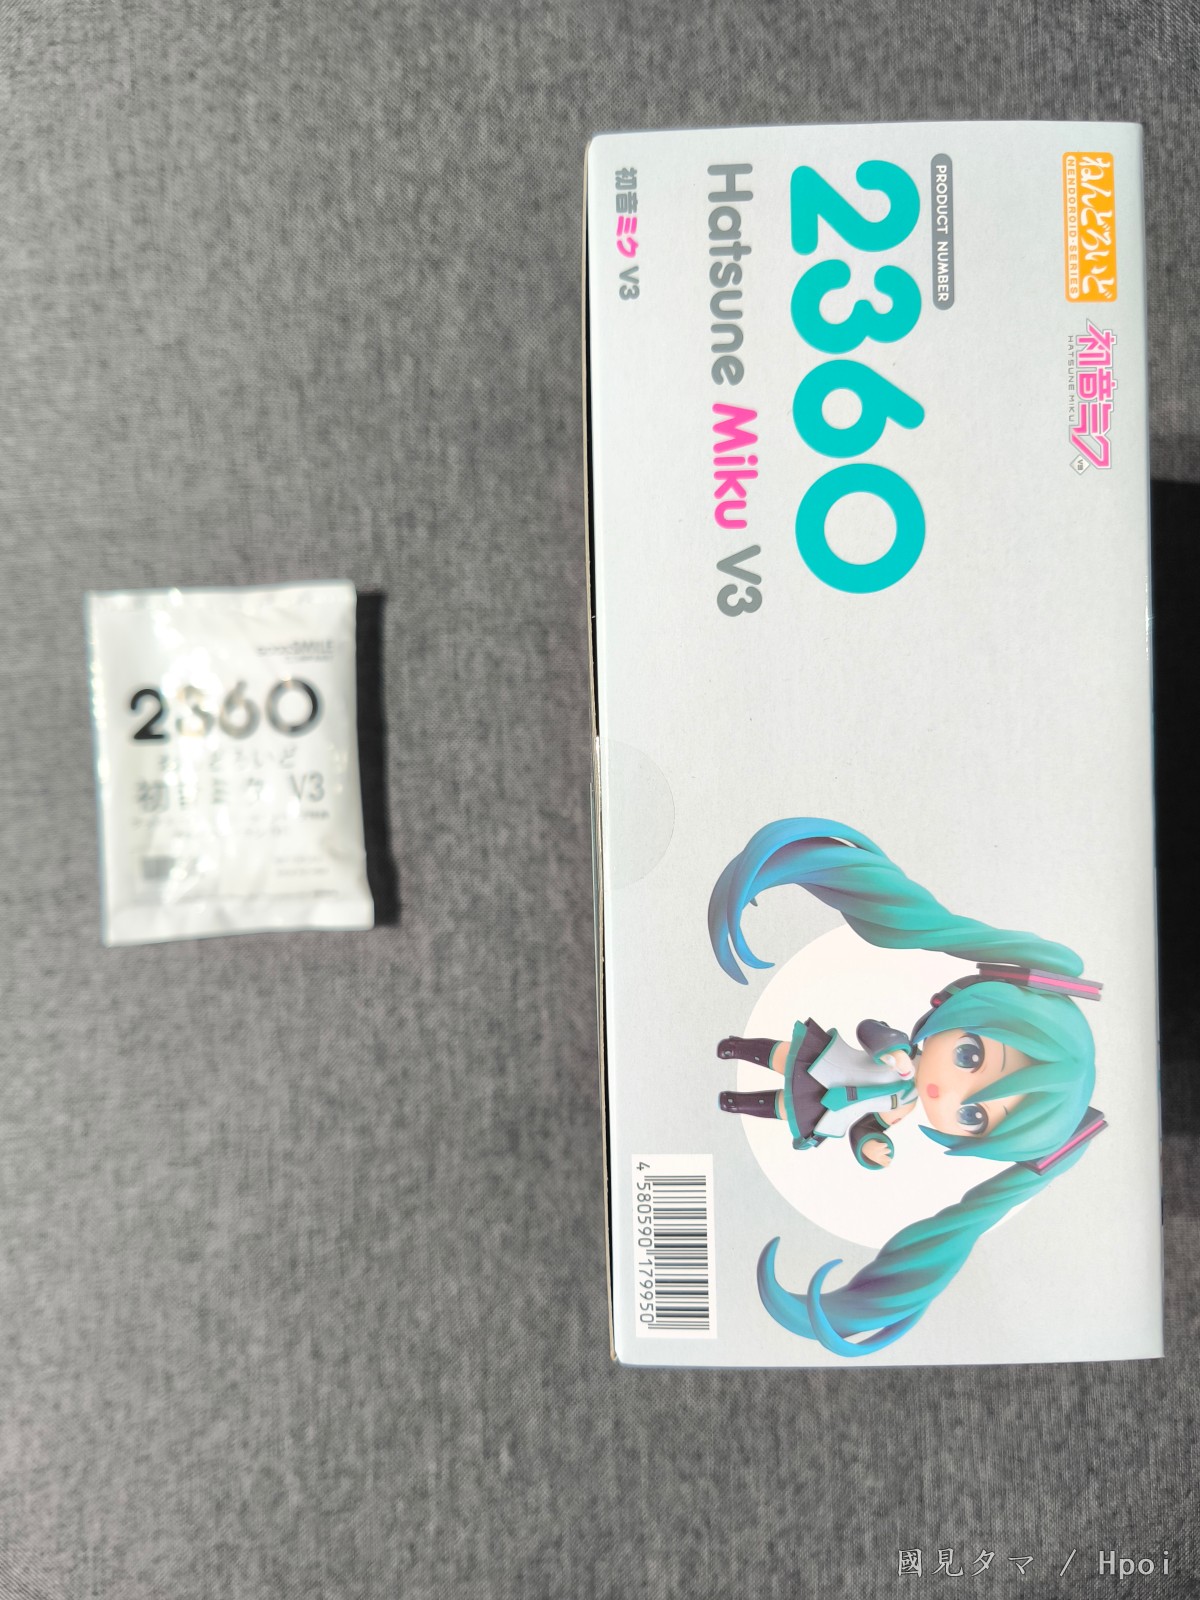 ねんどろいど
NENDOROID SERIES
初音ミク
HATSUNE MIKU
V3
PRODUCT NUMBER
2360
Hatsune Miku V3
初音ミク V3
4 580590 179950
SMILE
2360
ねんどろいど
初音ミク V3
國見タマ / Hpoi